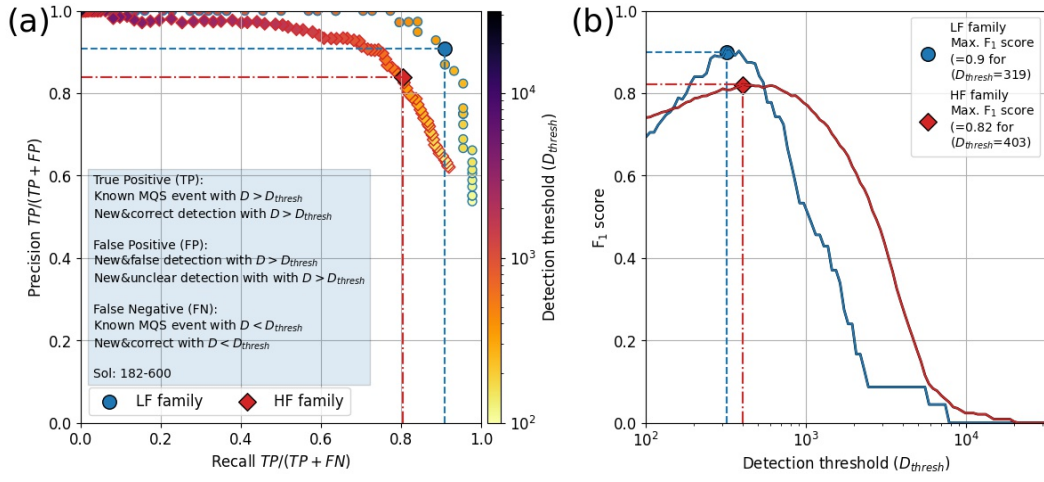 (a)
1.0
0.8
0.6
0.4
0.2
0.0
Precision TP/(TP + FP)
True Positive (TP):
Known MQS event with D > D_thresh
New&correct detection with D > D_thresh
False Positive (FP):
New&false detection with D > D_thresh
New&unclear detection with with D > D_thresh
False Negative (FN):
Known MQS event with D < D_thresh
New&correct with D < D_thresh
Sol: 182-600
LF family
HF family
0.0 0.2 0.4 0.6 0.8 1.0
Recall TP/(TP + FN)
10^4
10^3
10^2
Detection threshold (D_thresh)
(b)
1.0
0.8
0.6
0.4
0.2
0.0
F_1 score
LF family
Max. F_1 score
(=0.9 for
(D_thresh=319)
HF family
Max. F_1 score
(=0.82 for
(D_thresh=403)
10^2 10^3 10^4
Detection threshold (D_thresh)